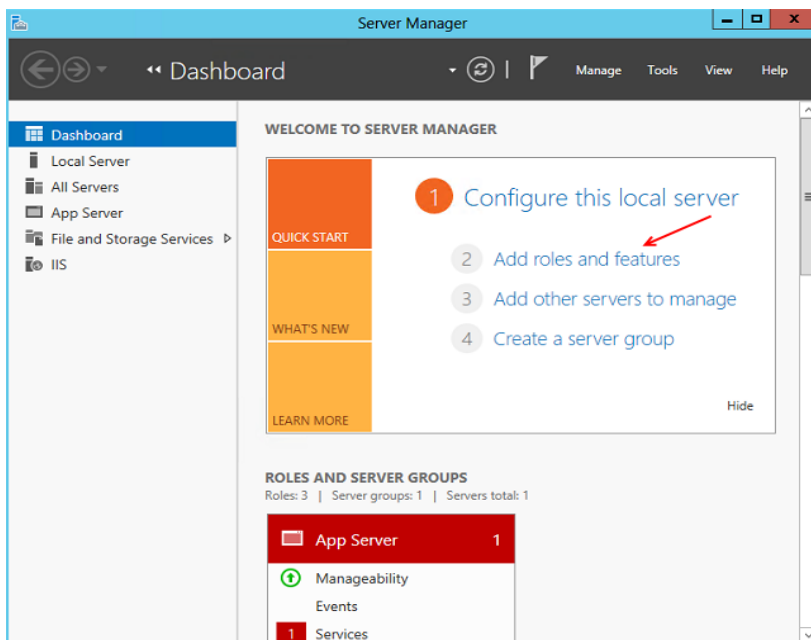 Server Manager
Dashboard
Manage Tools View Help
Dashboard
Local Server
All Servers
App Server
File and Storage Services
IIS
WELCOME TO SERVER MANAGER
QUICK START
WHAT'S NEW
LEARN MORE
1 Configure this local server
2 Add roles and features
3 Add other servers to manage
4 Create a server group
Hide
ROLES AND SERVER GROUPS
Roles: 3 | Server groups: 1 | Servers total: 1
App Server 1
Manageability
Events
1 Services